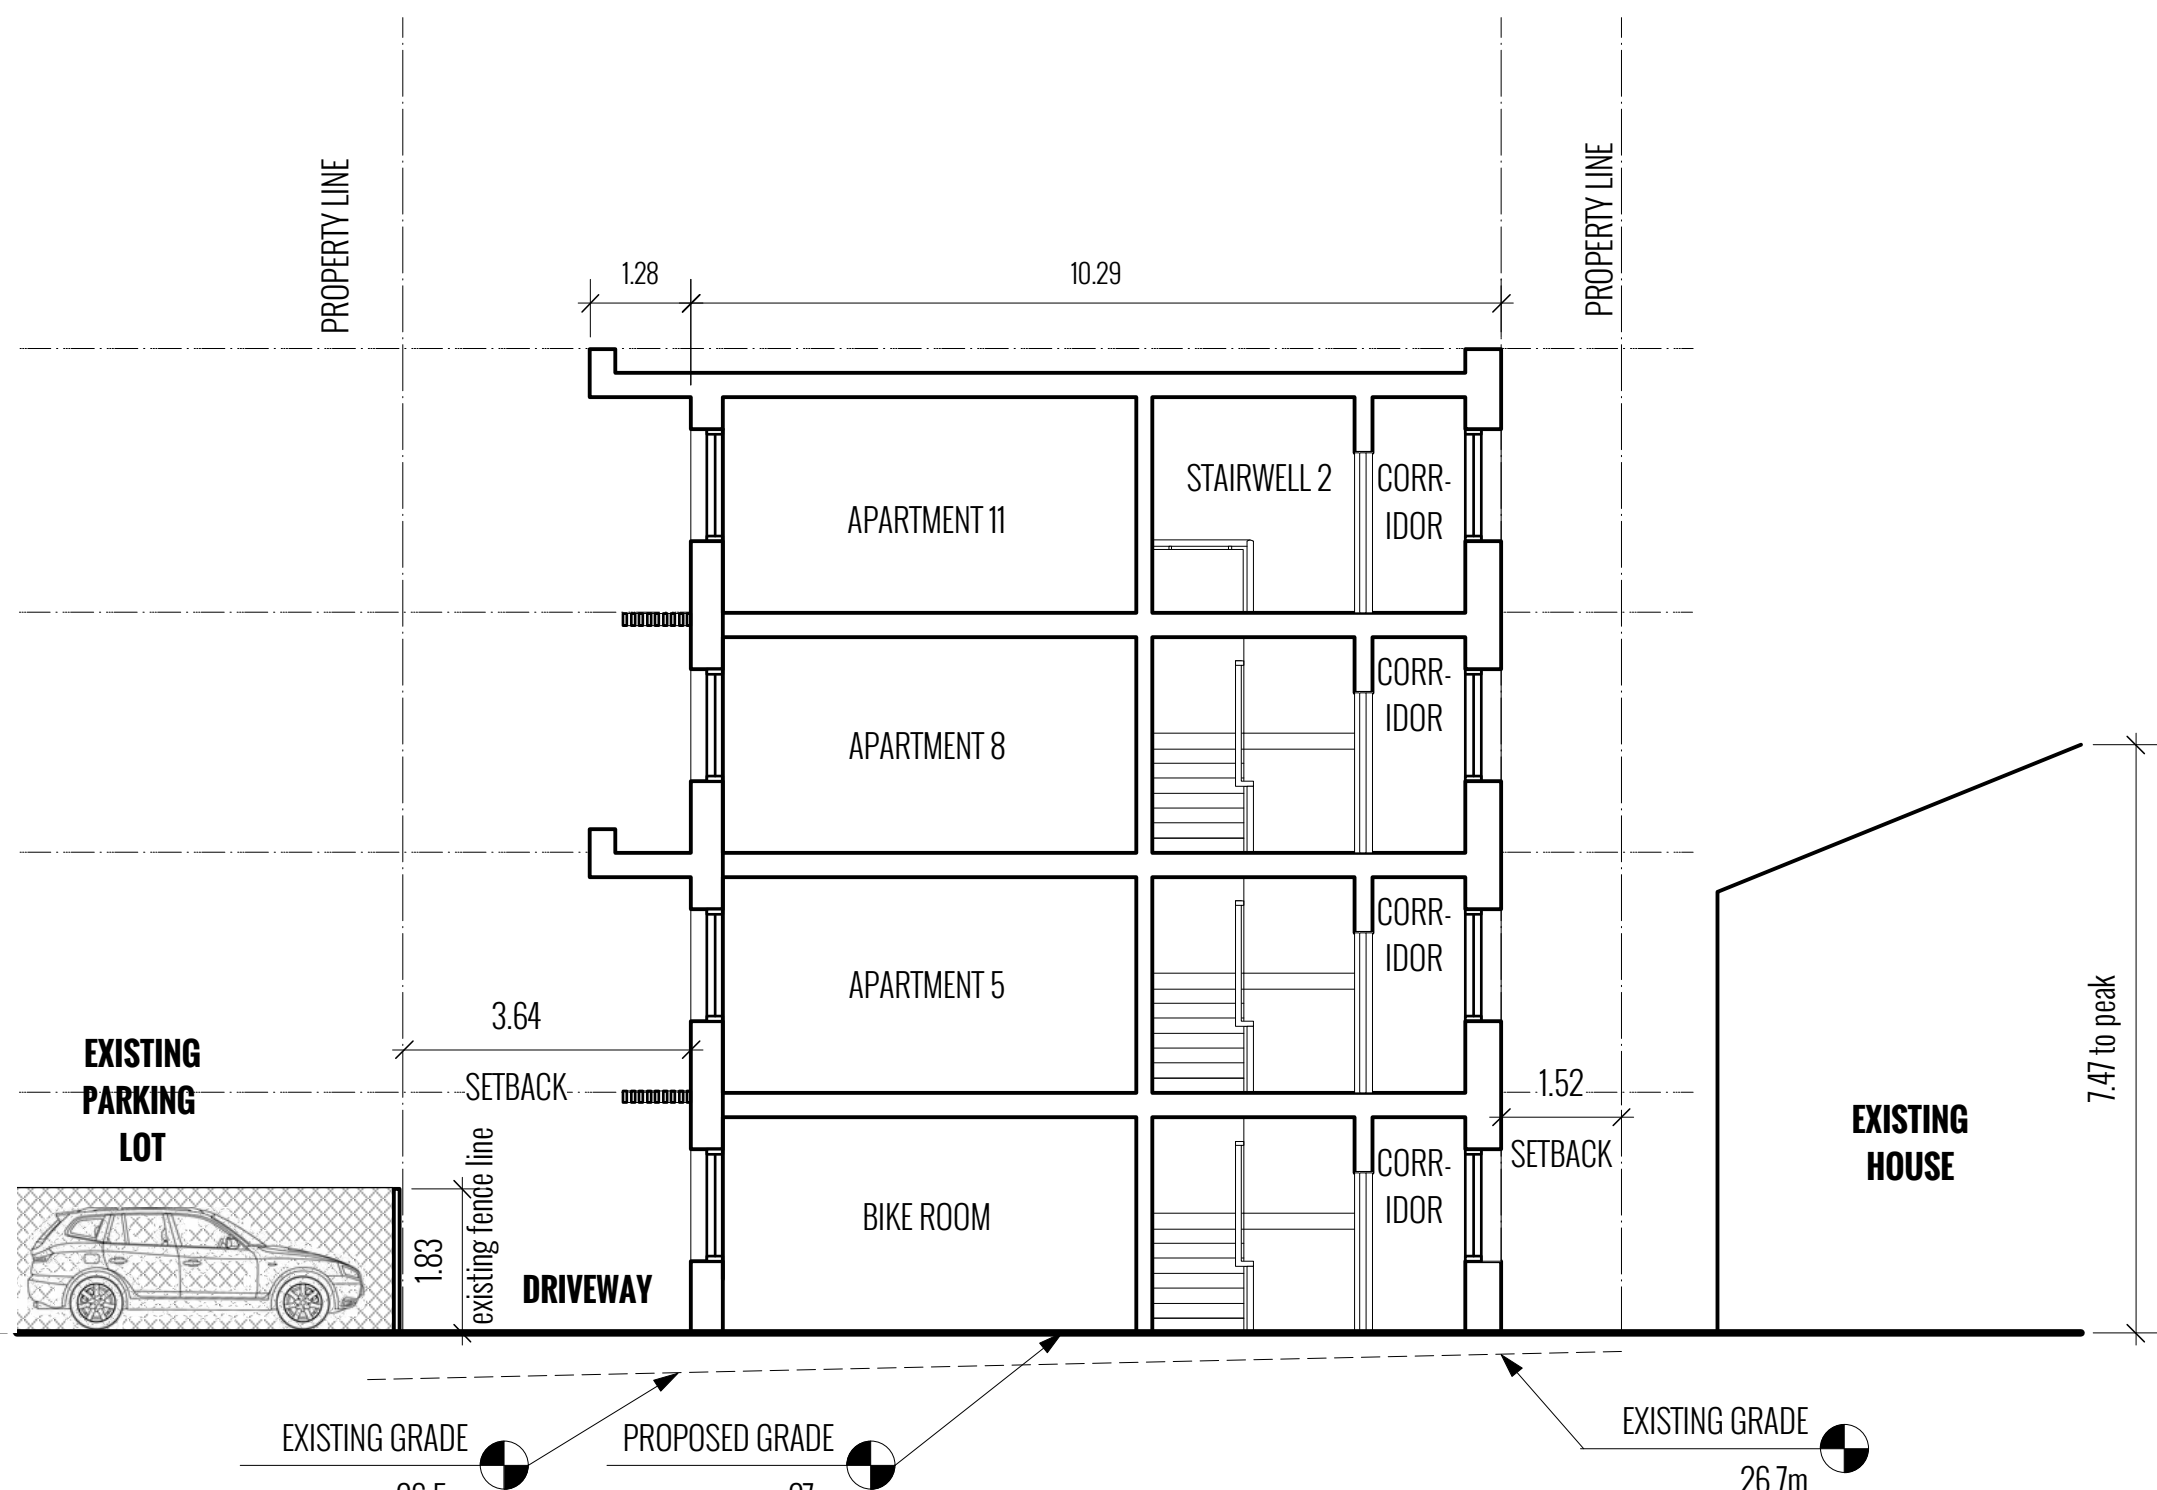 PROPERTY LINE
PROPERTY LINE
1.28
10.29
STAIRWELL 2
CORR-
IDOR
APARTMENT 11
CORR-
IDOR
APARTMENT 8
CORR-
IDOR
APARTMENT 5
3.64
SETBACK
EXISTING
PARKING
LOT
1.52
SETBACK
7.47 to peak
EXISTING
HOUSE
CORR-
IDOR
BIKE ROOM
1.83
existing fence line
DRIVEWAY
EXISTING GRADE
PROPOSED GRADE
EXISTING GRADE
26.7m